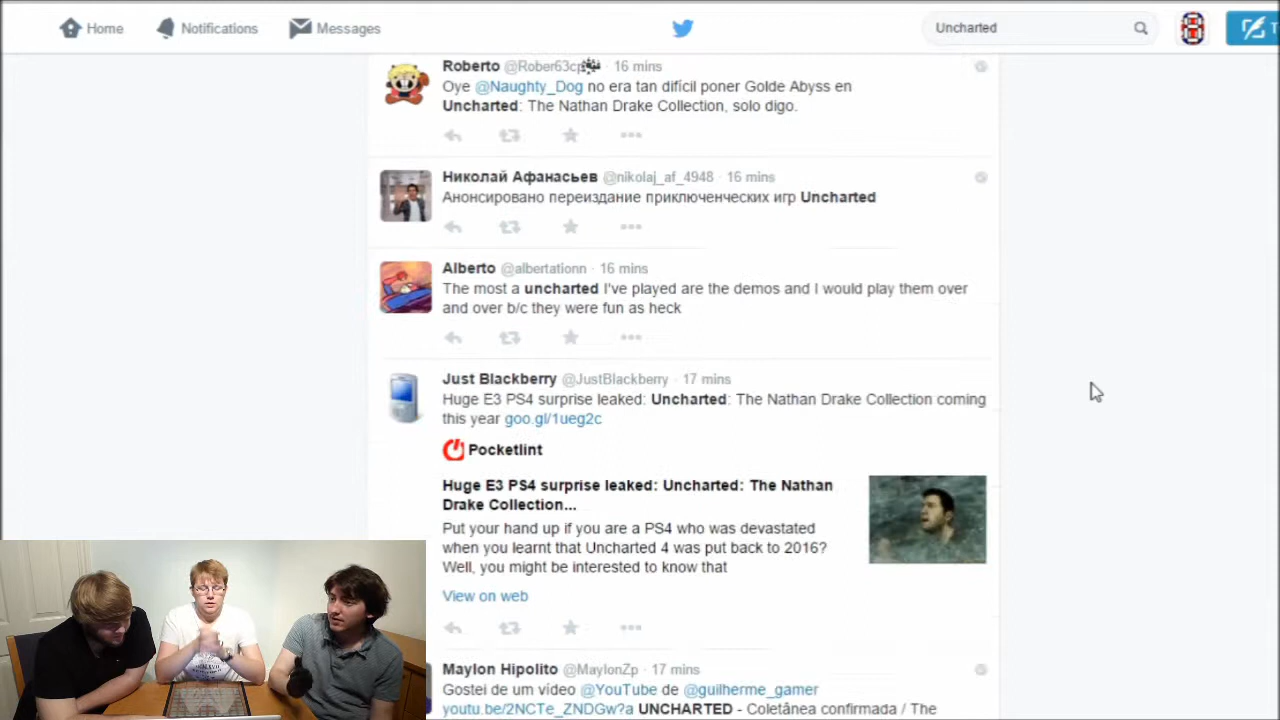 Home Notifications Messages Uncharted
Roberto @Rober63cp · 16 mins
Oye @Naughty_Dog no era tan difícil poner Golde Abyss en
Uncharted: The Nathan Drake Collection, solo digo.
Николай Афанасьев @nikolaj_af_4948 · 16 mins
Анонсировано переиздание приключенческих игр Uncharted
Alberto @albertationn · 16 mins
The most a uncharted I've played are the demos and I would play them over
and over b/c they were fun as heck
Just Blackberry @JustBlackberry · 17 mins
Huge E3 PS4 surprise leaked: Uncharted: The Nathan Drake Collection coming
this year goo.gl/1ueg2c
Pocketlint
Huge E3 PS4 surprise leaked: Uncharted: The Nathan
Drake Collection...
Put your hand up if you are a PS4 who was devastated
when you learnt that Uncharted 4 was put back to 2016?
Well, you might be interested to know that
View on web
Maylon Hipolito @MaylonZp · 17 mins
Gostei de um vídeo @YouTube de @guilherme_gamer
youtu.be/2NCTe_ZNDGw?a UNCHARTED - Coletânea confirmada / The